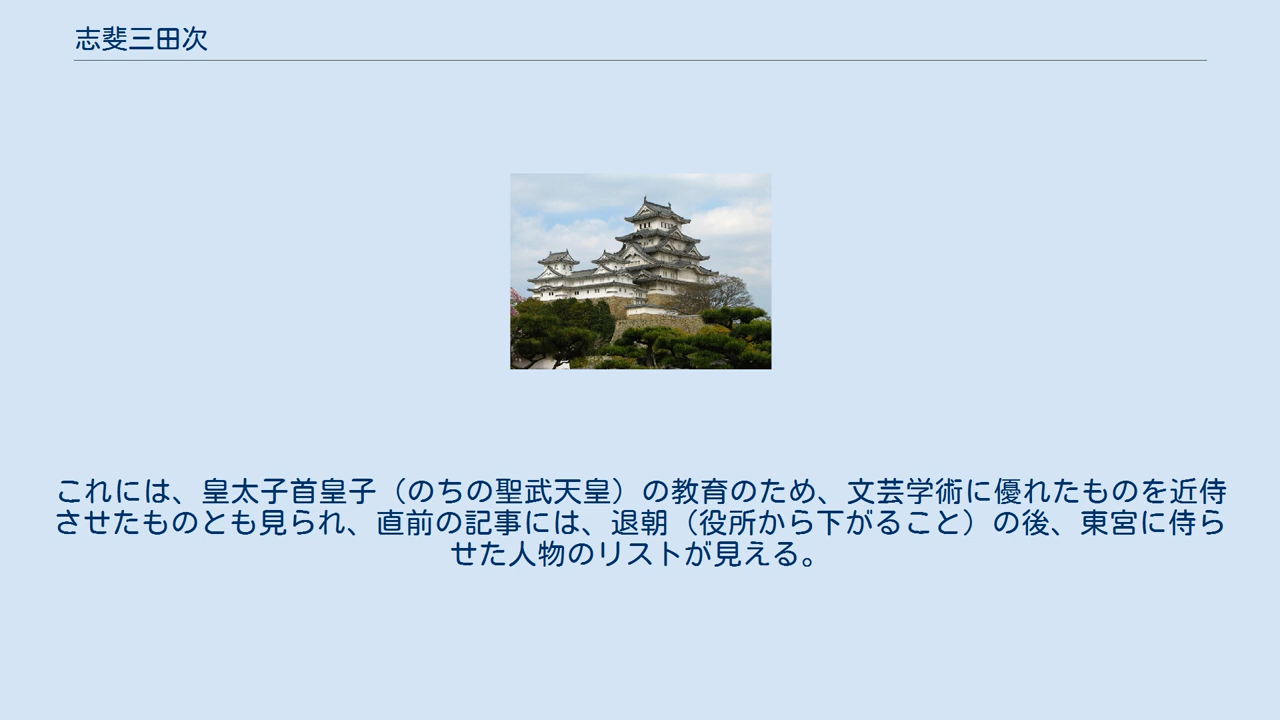 志斐三田次
これには、皇太子首皇子（のちの聖武天皇）の教育のため、文芸学術に優れたものを近侍
させたものとも見られ、直前の記事には、退朝（役所から下がること）の後、東宮に侍ら
せた人物のリストが見える。